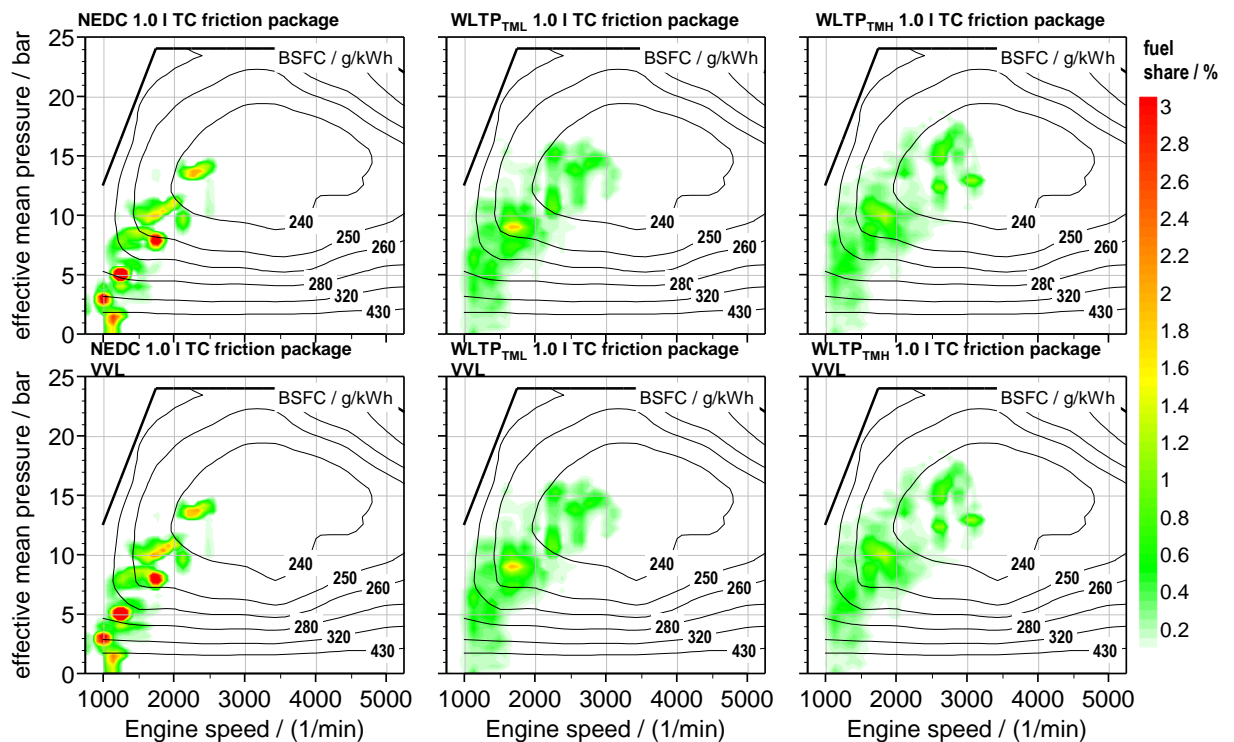 NEDC 1.0 l TC friction package
WLTP_TML 1.0 l TC friction package
WLTP_TMH 1.0 l TC friction package
fuel
share / %
effective mean pressure / bar
25
20
15
10
5
0
BSFC / g/kWh
240
250
260
280
320
430
BSFC / g/kWh
240
250
260
280
320
430
BSFC / g/kWh
240
250
260
280
320
430
3
2.8
2.6
2.4
2.2
2
1.8
1.6
1.4
1.2
1
0.8
0.6
0.4
0.2
NEDC 1.0 l TC friction package
VVL
WLTP_TML 1.0 l TC friction package
VVL
WLTP_TMH 1.0 l TC friction package
VVL
effective mean pressure / bar
25
20
15
10
5
0
BSFC / g/kWh
240
250
260
280
320
430
BSFC / g/kWh
240
250
260
280
320
430
BSFC / g/kWh
240
250
260
280
320
430
1000 2000 3000 4000 5000
1000 2000 3000 4000 5000
1000 2000 3000 4000 5000
Engine speed / (1/min)
Engine speed / (1/min)
Engine speed / (1/min)